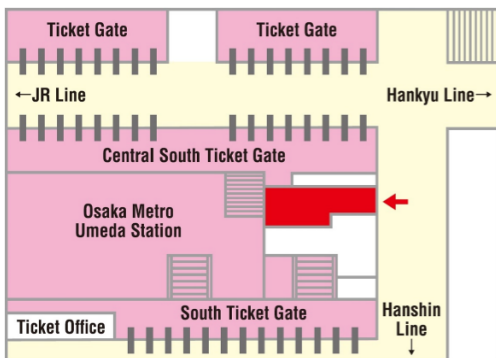 Ticket Gate
Ticket Gate
←JR Line
Hankyu Line→
Central South Ticket Gate
Osaka Metro
Umeda Station
South Ticket Gate
Ticket Office
Hanshin
Line
↓